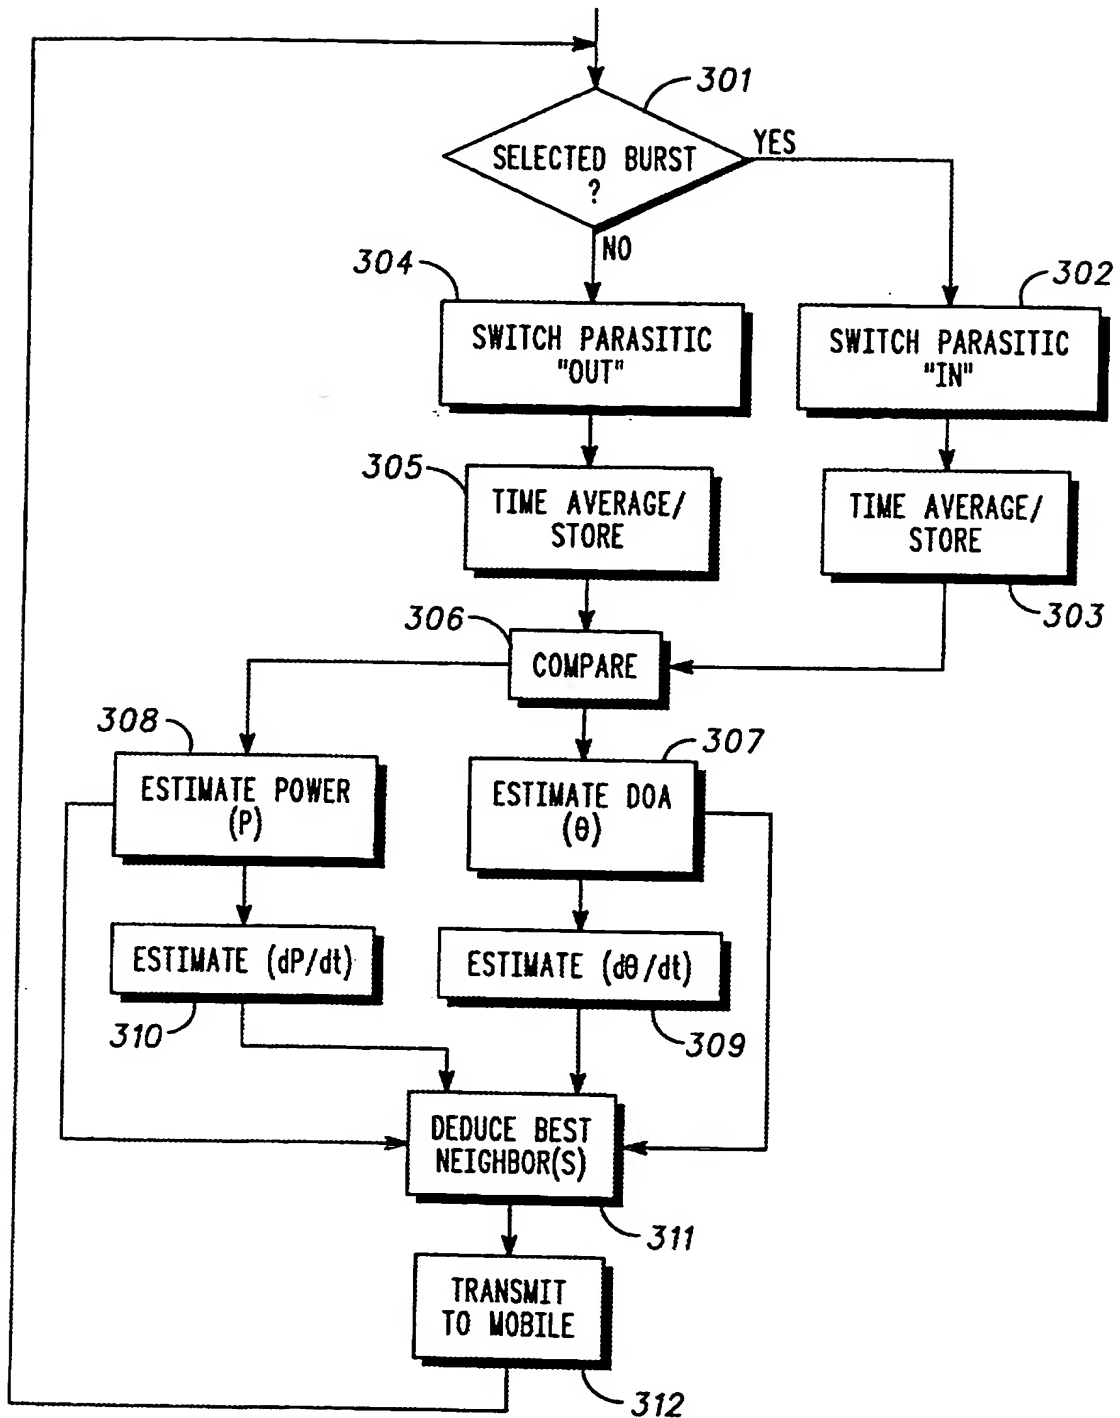 301
SELECTED BURST
?
YES
NO
304
SWITCH PARASITIC
"OUT"
302
SWITCH PARASITIC
"IN"
305
TIME AVERAGE/
STORE
TIME AVERAGE/
STORE
303
306
COMPARE
308
ESTIMATE POWER
(P)
307
ESTIMATE DOA
(θ)
ESTIMATE (dP/dt)
310
ESTIMATE (dθ/dt)
309
DEDUCE BEST
NEIGHBOR(S)
311
TRANSMIT
TO MOBILE
312